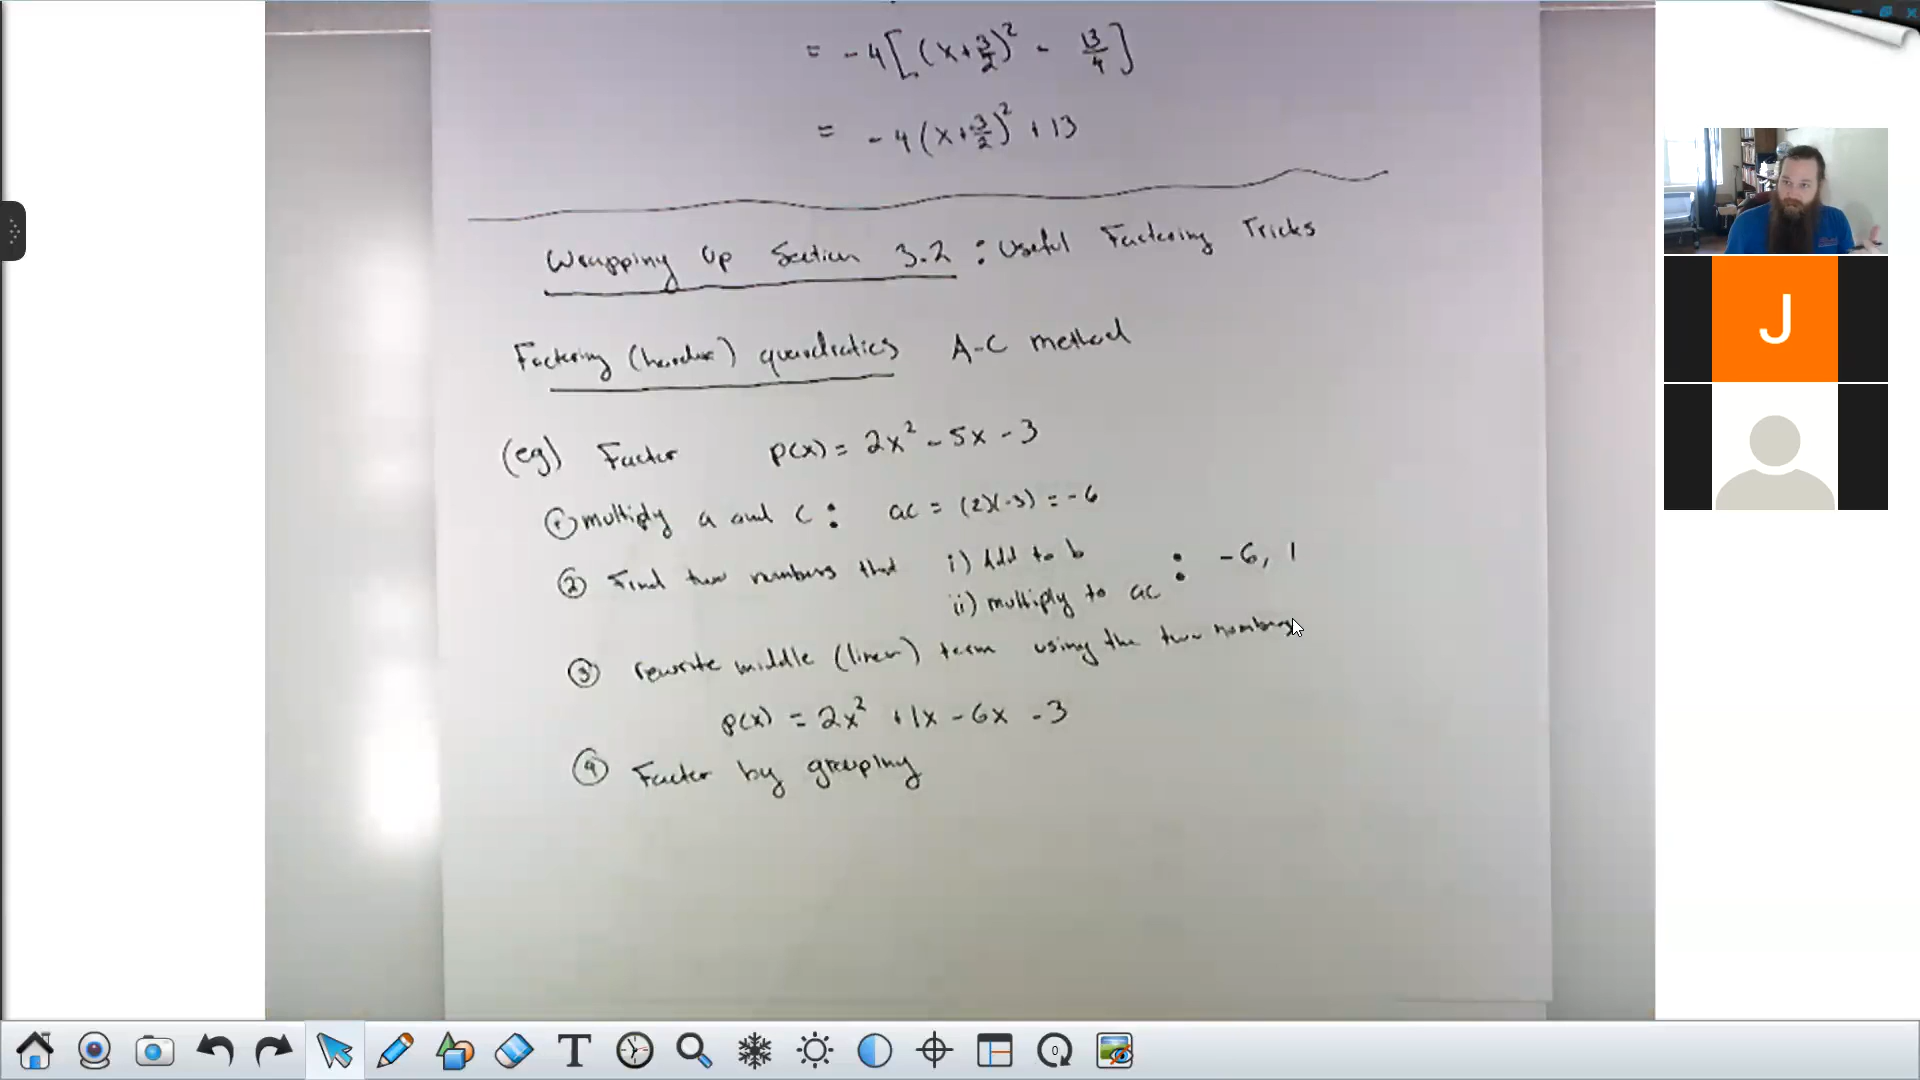 = -4[(x+3/2)² - 13/4]
= -4(x+3/2)² + 13
Wrapping Up Section 3.2 : Useful Factoring Tricks
Factoring (harder) quadratics A-C method
(eg) Factor p(x) = 2x² - 5x - 3
① multiply a and c : ac = (2)(-3) = -6
② Find two numbers that i) Add to b : -6, 1
ii) multiply to ac
③ rewrite middle (linear) term using the two numbers
p(x) = 2x² + 1x - 6x - 3
④ Factor by grouping
J
T
0